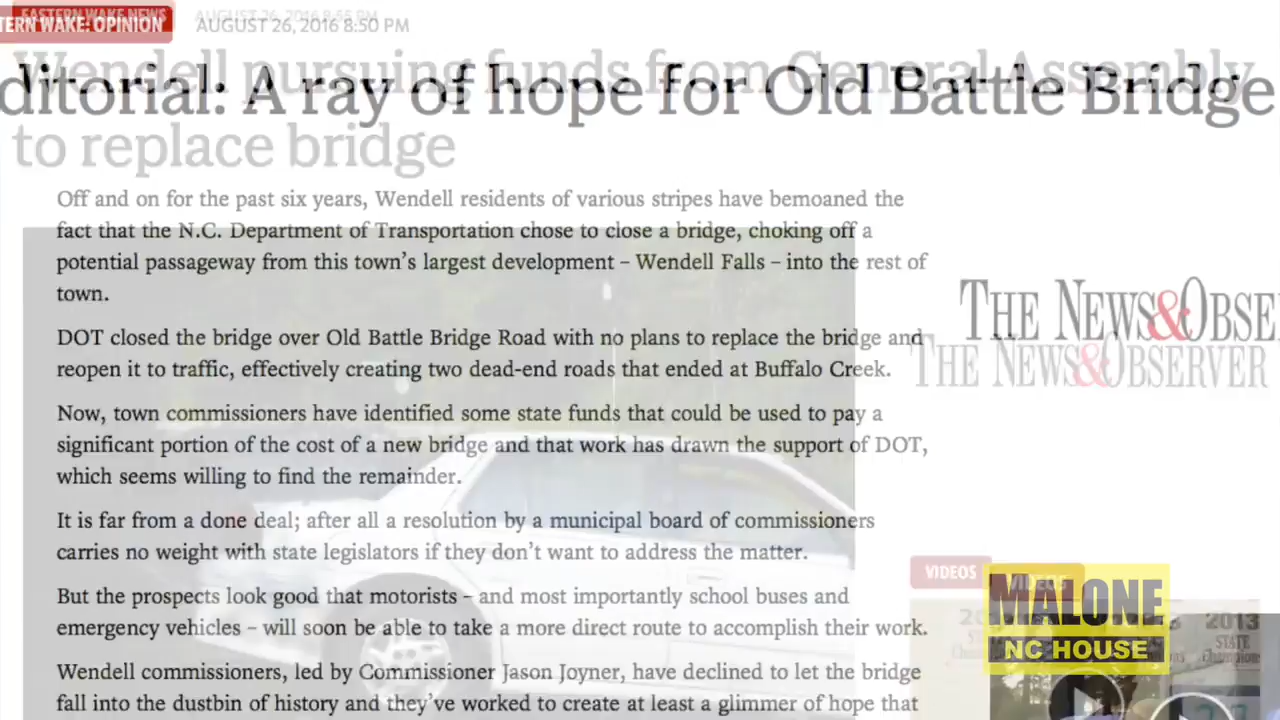 EASTERN WAKE NEWS
TERN WAKE: OPINION
AUGUST 26, 2016 8:50 PM
Wendell pursuing funds from General Assembly
to replace bridge
ditorial: A ray of hope for Old Battle Bridge
Off and on for the past six years, Wendell residents of various stripes have bemoaned the
fact that the N.C. Department of Transportation chose to close a bridge, choking off a
potential passageway from this town's largest development – Wendell Falls – into the rest of
town.
DOT closed the bridge over Old Battle Bridge Road with no plans to replace the bridge and
reopen it to traffic, effectively creating two dead-end roads that ended at Buffalo Creek.
Now, town commissioners have identified some state funds that could be used to pay a
significant portion of the cost of a new bridge and that work has drawn the support of DOT,
which seems willing to find the remainder.
It is far from a done deal; after all a resolution by a municipal board of commissioners
carries no weight with state legislators if they don't want to address the matter.
But the prospects look good that motorists – and most importantly school buses and
emergency vehicles – will soon be able to take a more direct route to accomplish their work.
Wendell commissioners, led by Commissioner Jason Joyner, have declined to let the bridge
fall into the dustbin of history and they've worked to create at least a glimmer of hope that
THE NEWS&OBSE
THE NEWS&OBSERVER
VIDEOS
MALONE
NC HOUSE
2013
STATE